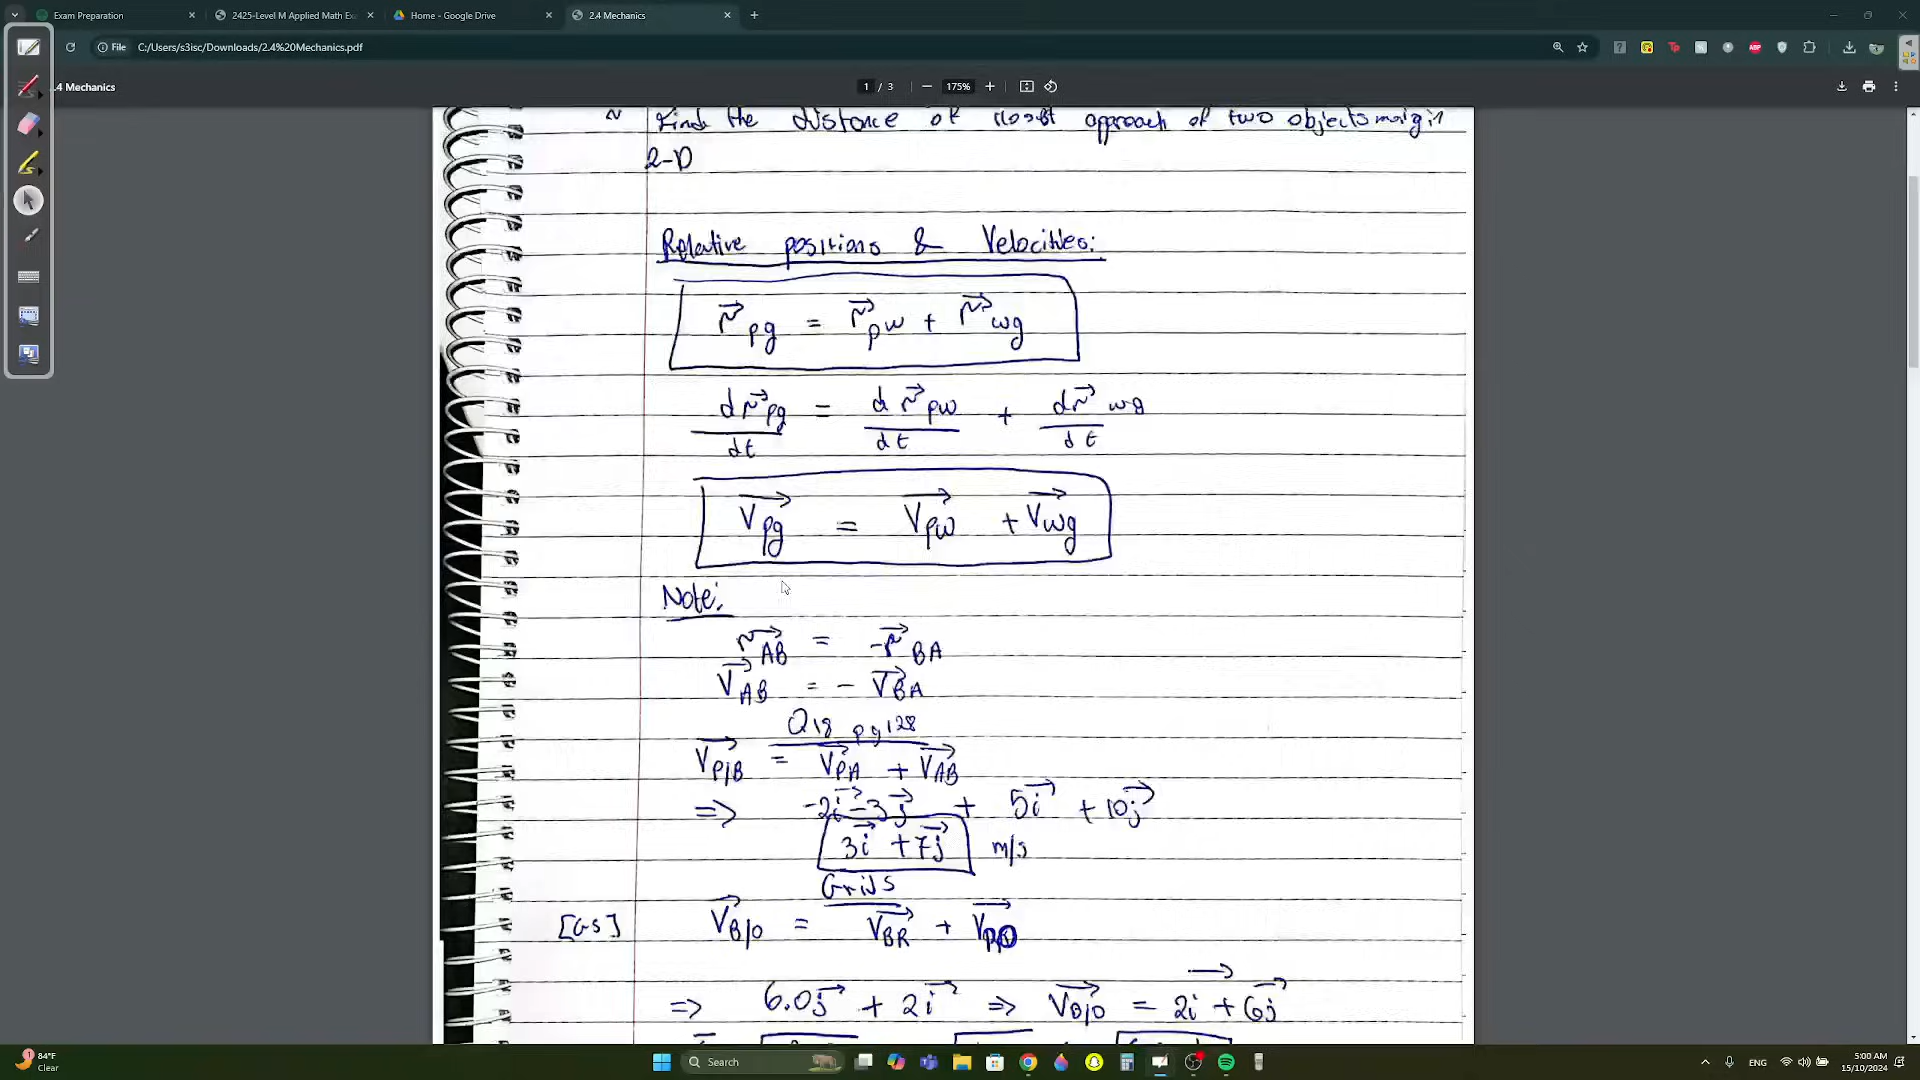 Exam Preparation
2425-Level M Applied Math Exa
Home - Google Drive
2.4 Mechanics
File C:/Users/s3isc/Downloads/2.4%20Mechanics.pdf
.4 Mechanics
1 / 3
175%
~ Find the distance of closest approach of two objects
2-D
Relative positions & Velocities:
r⃗pg = r⃗pw + r⃗wg
dr⃗pg/dt = dr⃗pw/dt + dr⃗wg/dt
V⃗pg = V⃗pw + V⃗wg
Note:
r⃗AB = -r⃗BA
V⃗AB = - V⃗BA
Q18 pg128
V⃗P/B = V⃗PA + V⃗AB
=> -2i⃗ - 3j⃗ + 5i⃗ + 10j⃗
3i⃗ + 7j⃗ m/s
Grids
[Gs] V⃗B/O = V⃗BR + V⃗RO
=> 6.0j⃗ + 2i⃗ => V⃗B/O = 2i + 6j⃗
84°F
Clear
Search
ENG
5:00 AM
15/10/2024